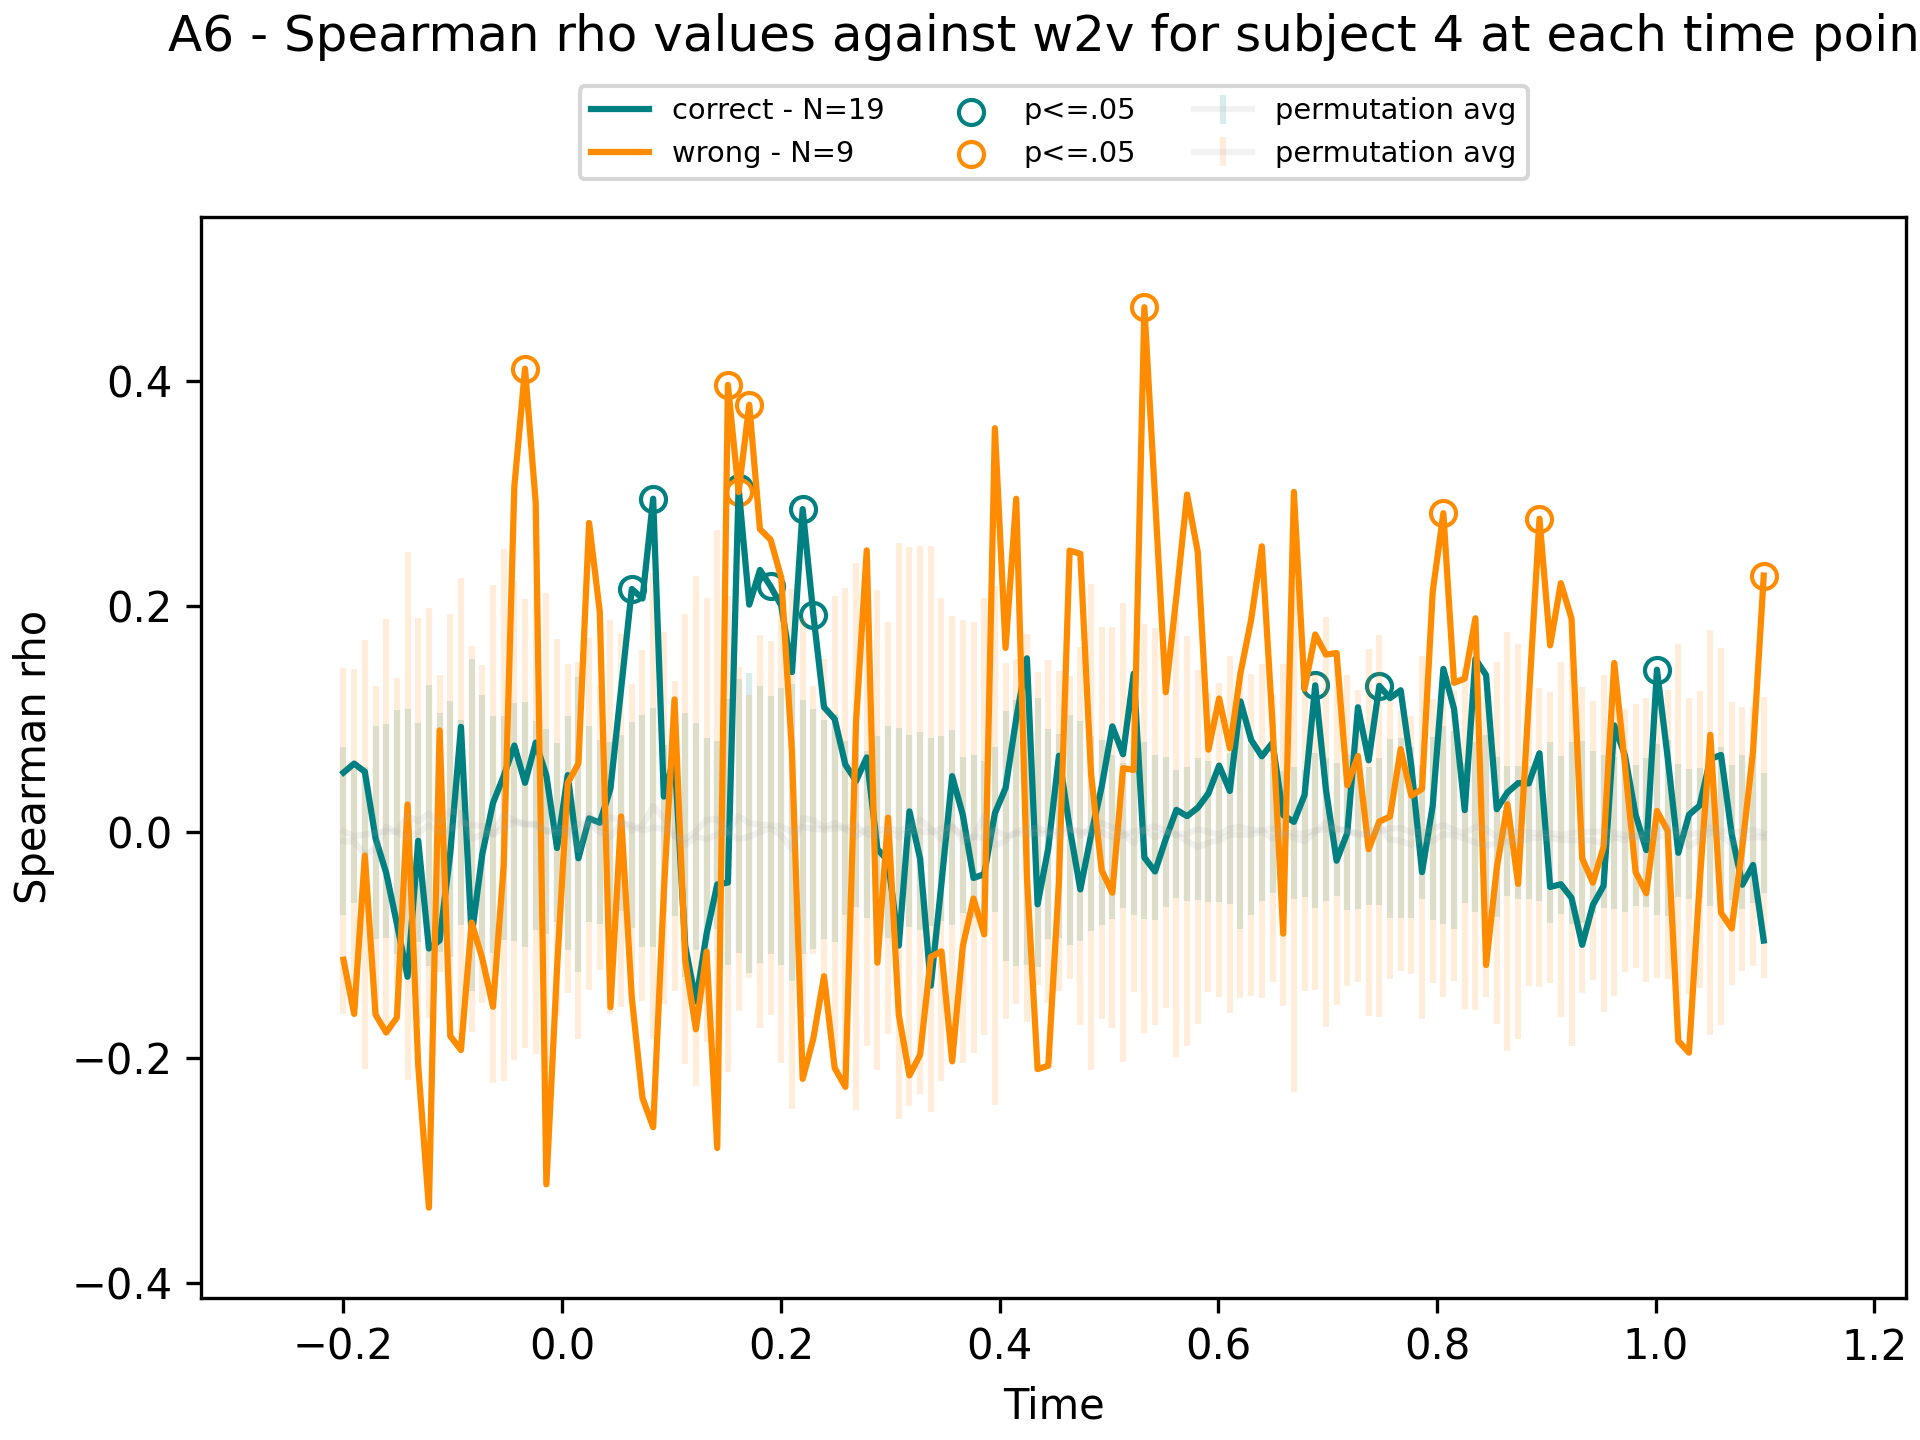 A6 - Spearman rho values against w2v for subject 4 at each time poin
correct - N=19
wrong - N=9
p<=.05
p<=.05
permutation avg
permutation avg
Spearman rho
0.4
0.2
0.0
−0.2
−0.4
−0.2 0.0 0.2 0.4 0.6 0.8 1.0 1.2
Time